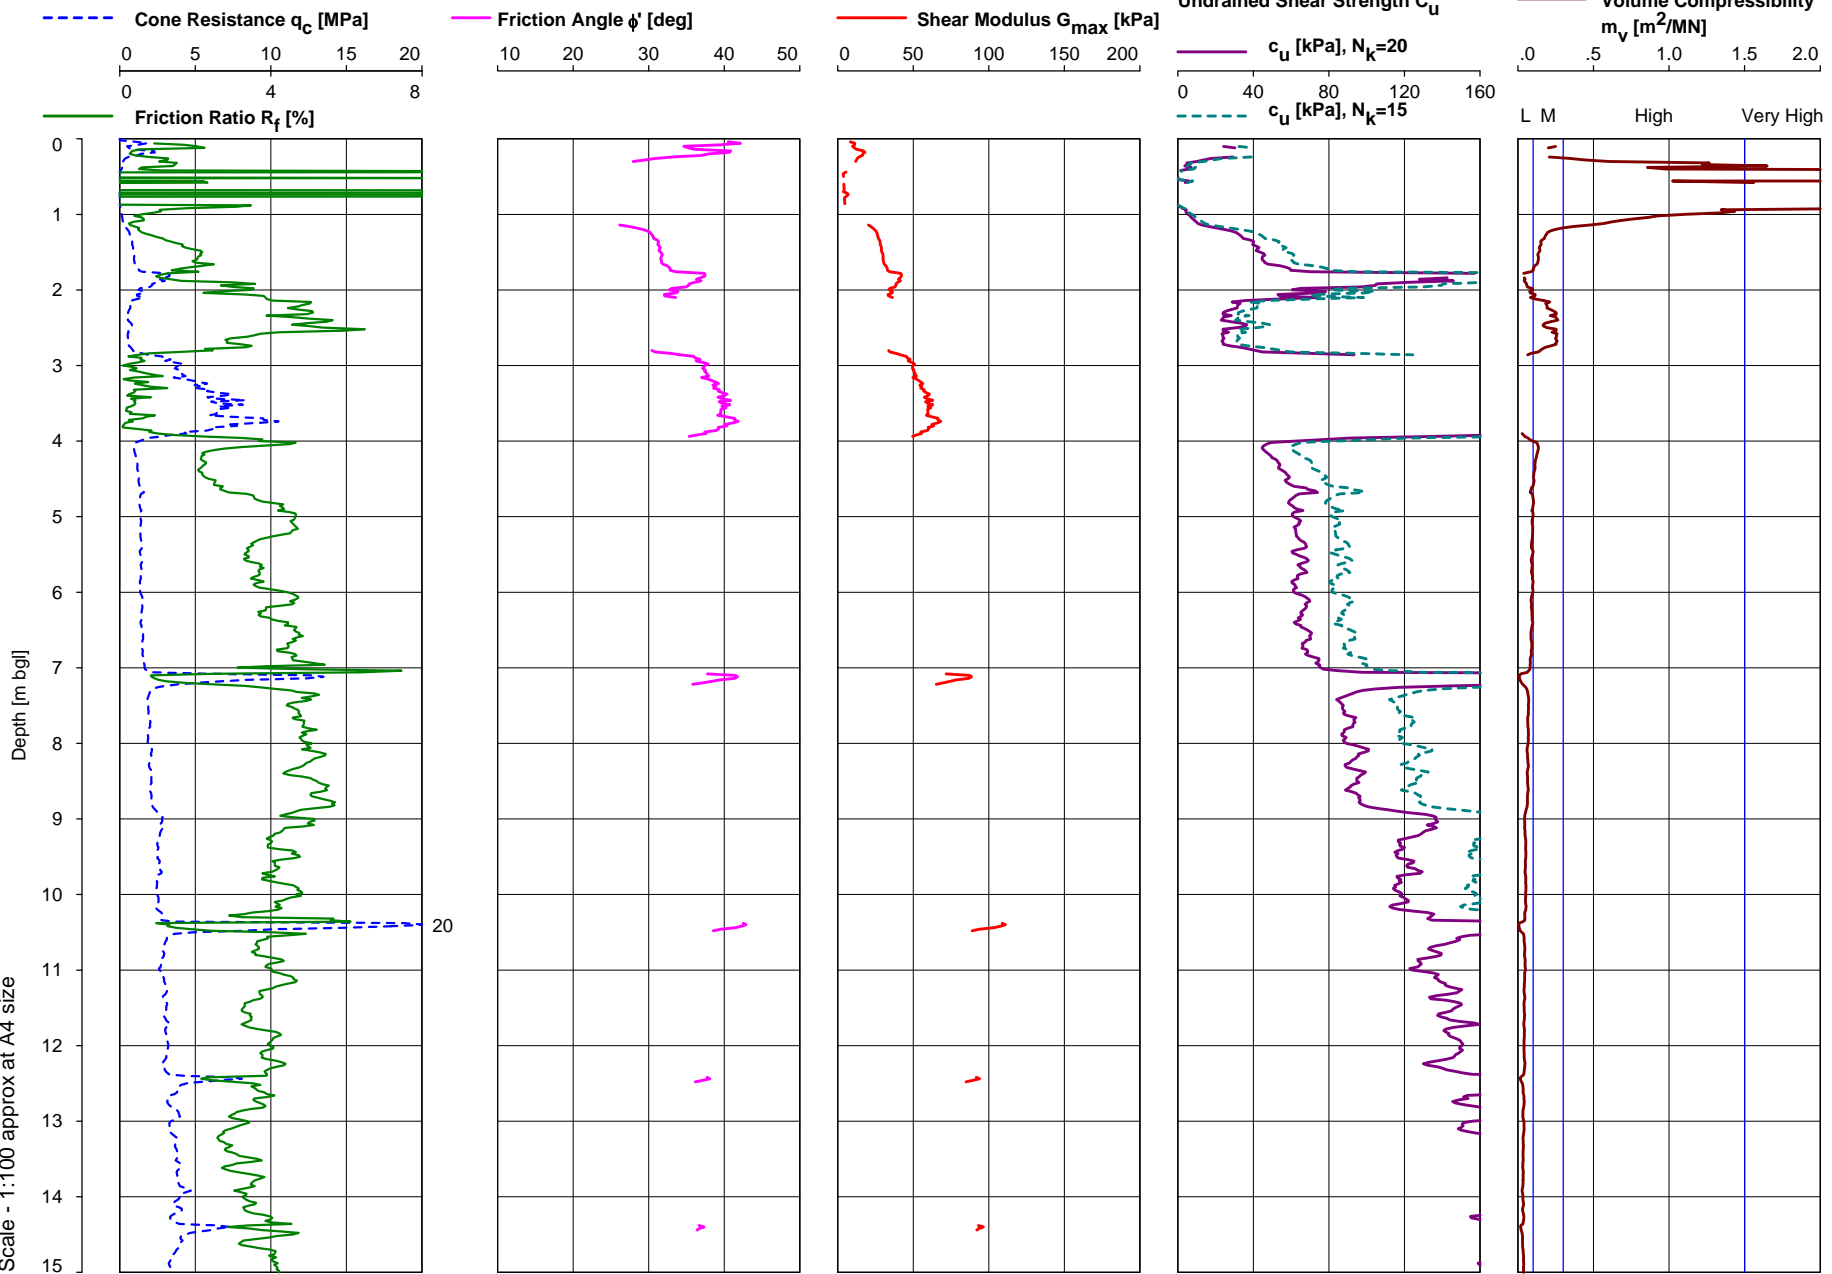 Cone Resistance qc [MPa]
0 5 10 15 20
0 4 8
Friction Ratio Rf [%]
Friction Angle ϕ' [deg]
10 20 30 40 50
Shear Modulus Gmax [kPa]
0 50 100 150 200
Undrained Shear Strength Cu
cu [kPa], Nk=20
0 40 80 120 160
cu [kPa], Nk=15
Volume Compressibility
mv [m2/MN]
.0 .5 1.0 1.5 2.0
L M High Very High
0
1
2
3
4
5
6
7
8
9
10
11
12
13
14
15
20
Depth [m bgl]
Scale - 1:100 approx at A4 size